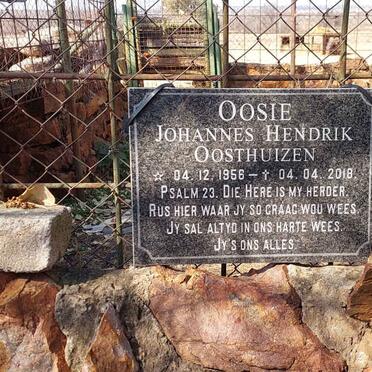 OOSIE
JOHANNES HENDRIK
OOSTHUIZEN
☆ 04.12.1956 – ✝ 04.04.2018.
PSALM 23. DIE HERE IS MY HERDER.
RUS HIER WAAR JY SO GRAAG WOU WEES.
JY SAL ALTYD IN ONS HARTE WEES.
JY'S ONS ALLES.